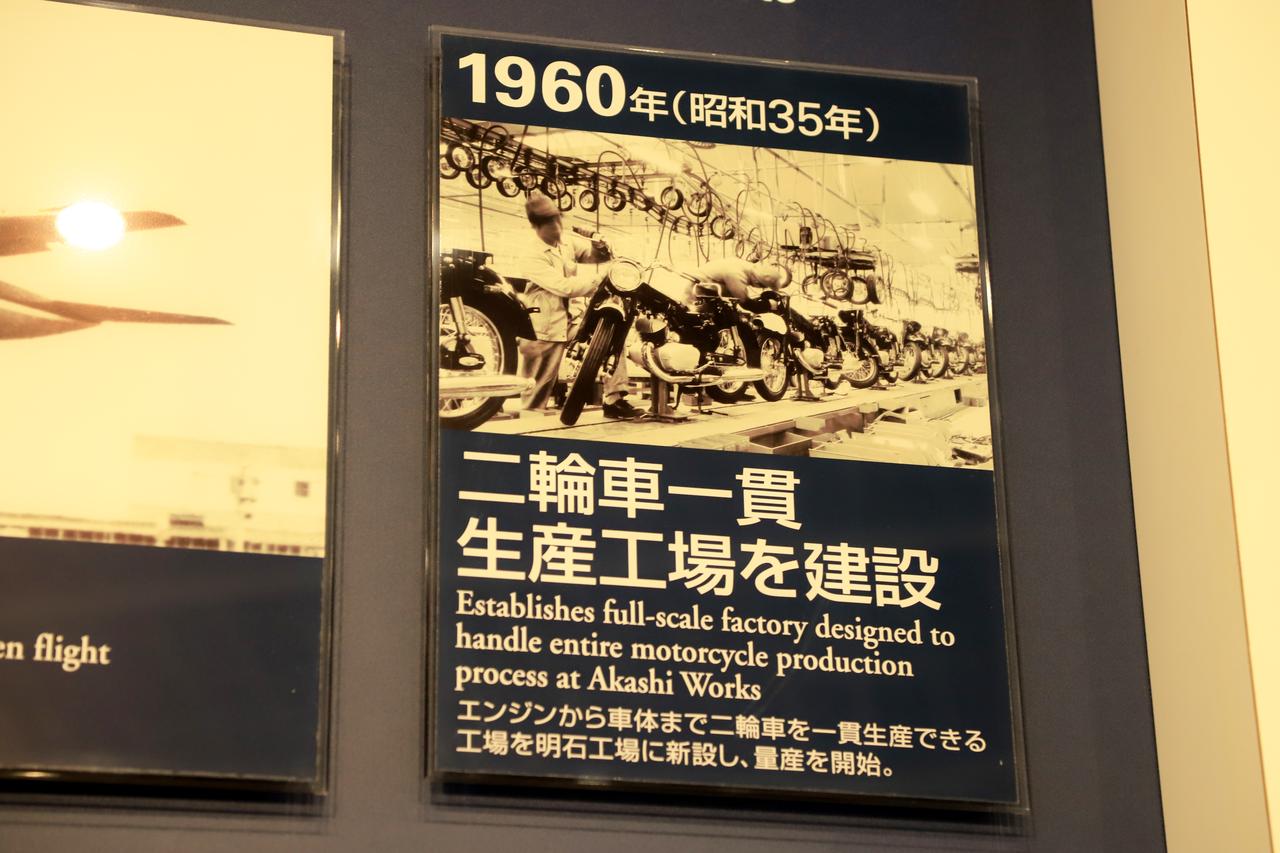 en flight
1960年(昭和35年)
二輪車一貫
生産工場を建設
Establishes full-scale factory designed to
handle entire motorcycle production
process at Akashi Works
エンジンから車体まで二輪車を一貫生産できる
工場を明石工場に新設し、量産を開始。